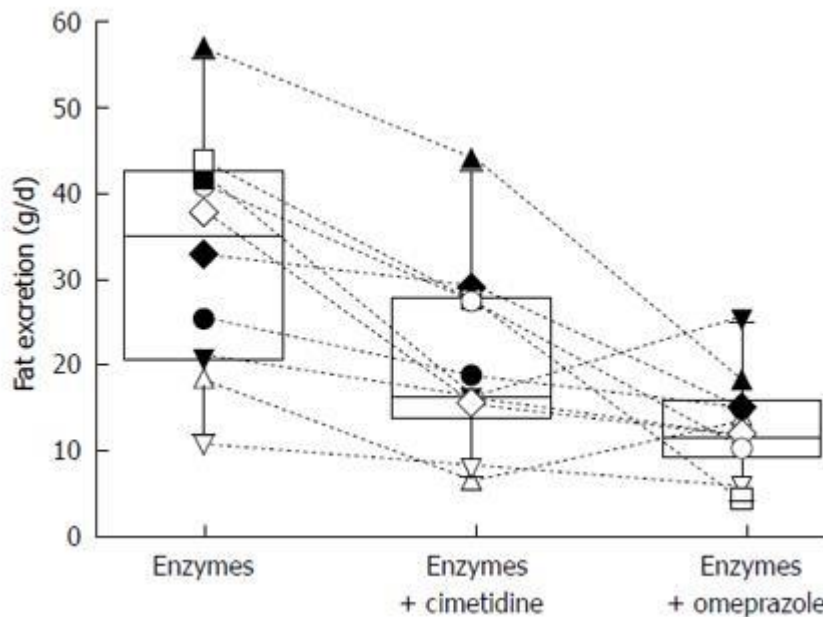 60
50
40
30
20
10
0
Fat excretion (g/d)
Enzymes
Enzymes
+ cimetidine
Enzymes
+ omeprazole